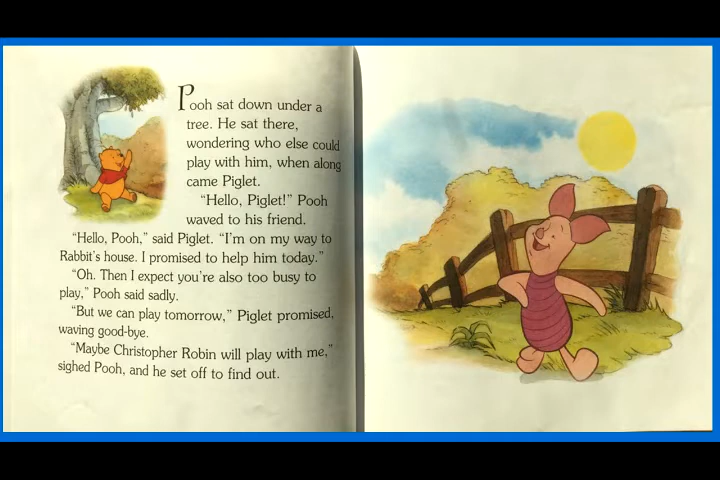 Pooh sat down under a
tree. He sat there,
wondering who else could
play with him, when along
came Piglet.
“Hello, Piglet!” Pooh
waved to his friend.
“Hello, Pooh,” said Piglet. “I’m on my way to
Rabbit’s house. I promised to help him today.”
“Oh. Then I expect you’re also too busy to
play,” Pooh said sadly.
“But we can play tomorrow,” Piglet promised,
waving good-bye.
“Maybe Christopher Robin will play with me,”
sighed Pooh, and he set off to find out.